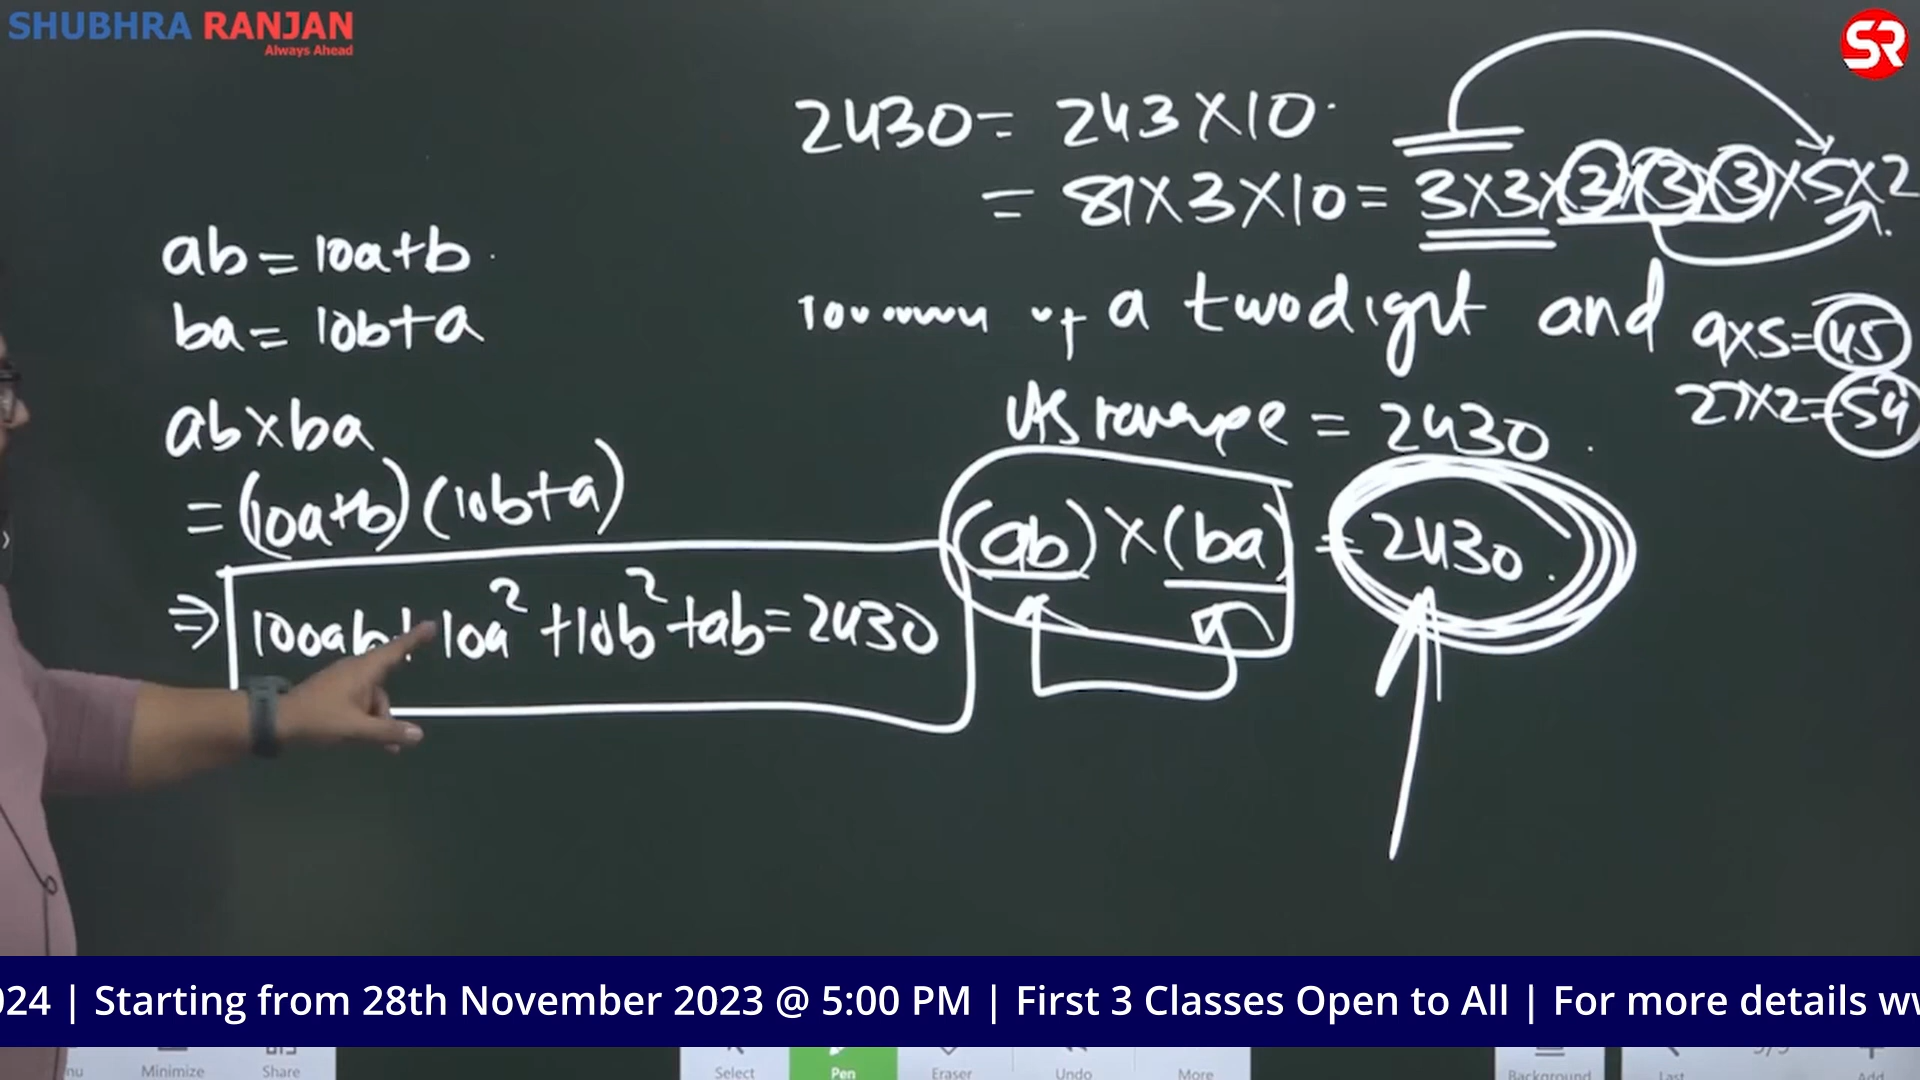 SHUBHRA RANJAN
Always Ahead
SR
2430 = 243×10
= 81×3×10 = 3×3×3×3×3×5×2
ab = 10a+b
ba = 10b+a
of a two digit and
its reverse = 2430
9×5=45
27×2=54
ab×ba
= (10a+b)(10b+a)
(ab)×(ba) = 2430
⇒ 100ab+10a²+10b²+ab=2430
024 | Starting from 28th November 2023 @ 5:00 PM | First 3 Classes Open to All | For more details
Minimize
Share
Select
Pen
Eraser
Undo
More
Background
Last
Add